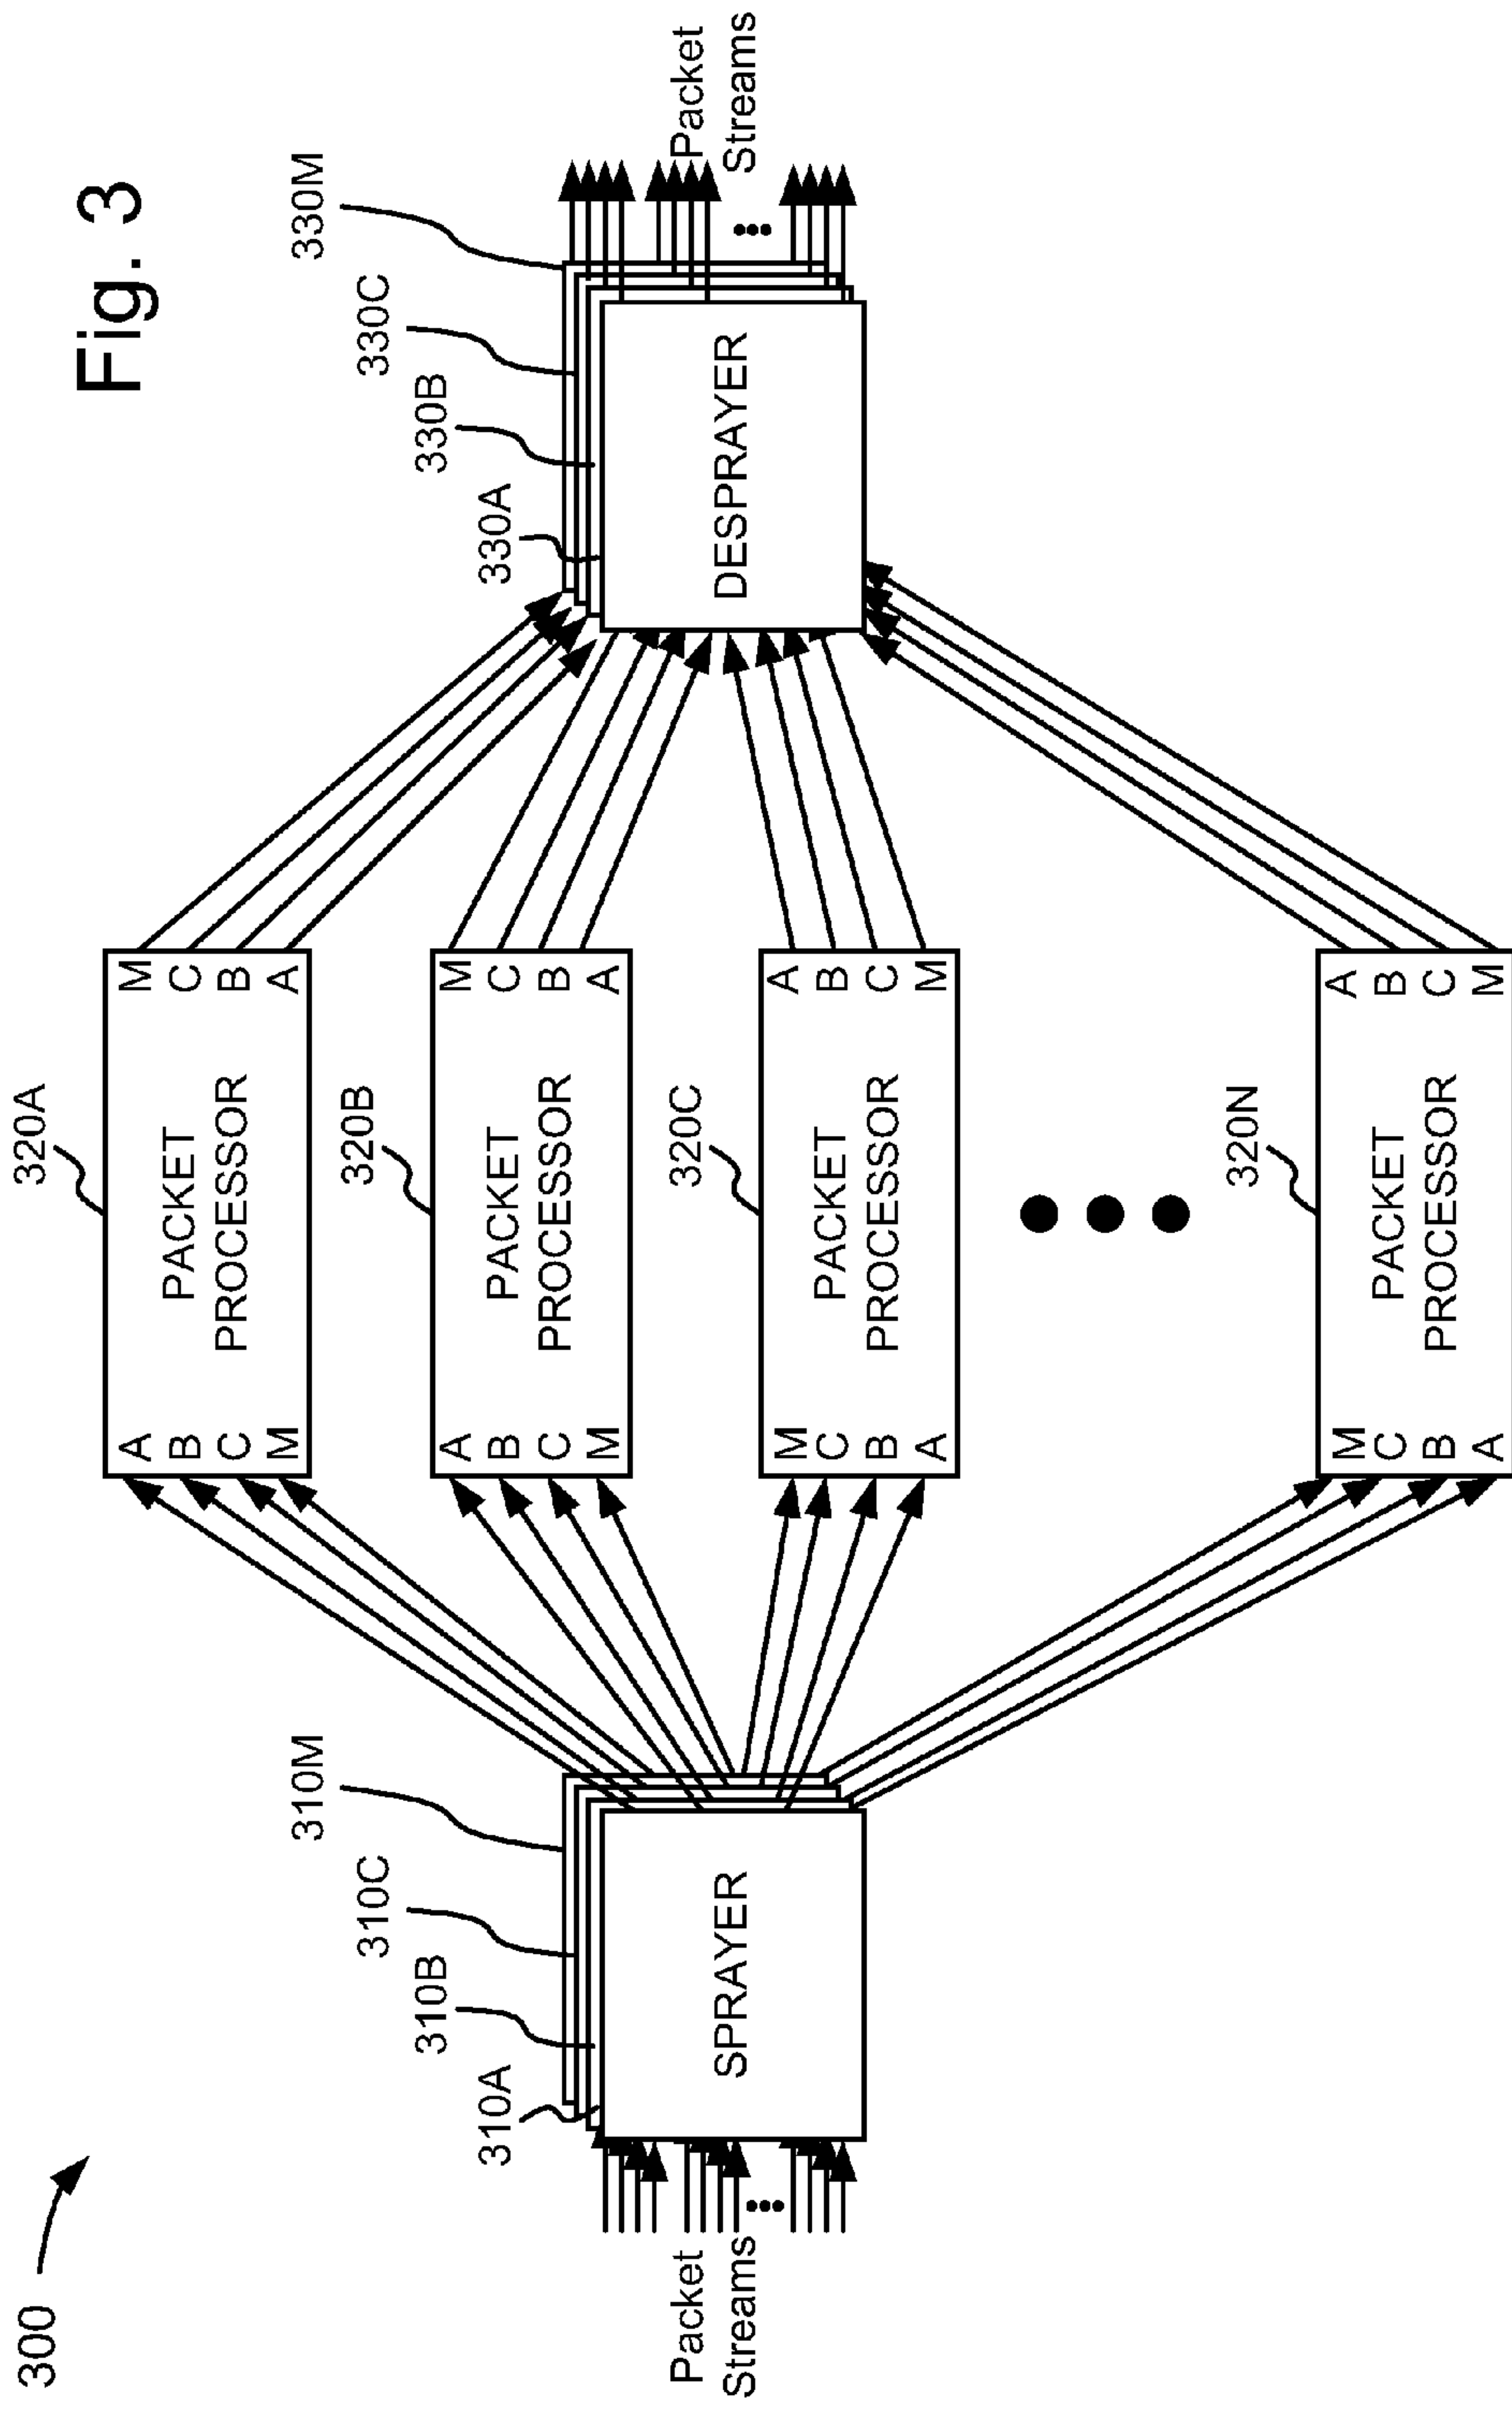 Fig. 3
300
320A
A
B
C
M
PACKET
PROCESSOR
M
C
B
A
320B
A
B
C
M
PACKET
PROCESSOR
M
C
B
A
310M
310C
310B
310A
330M
330C
330B
330A
Packet
Streams
SPRAYER
DESPRAYER
Packet
Streams
320C
M
C
B
A
PACKET
PROCESSOR
A
B
C
M
320N
M
C
B
A
PACKET
PROCESSOR
A
B
C
M